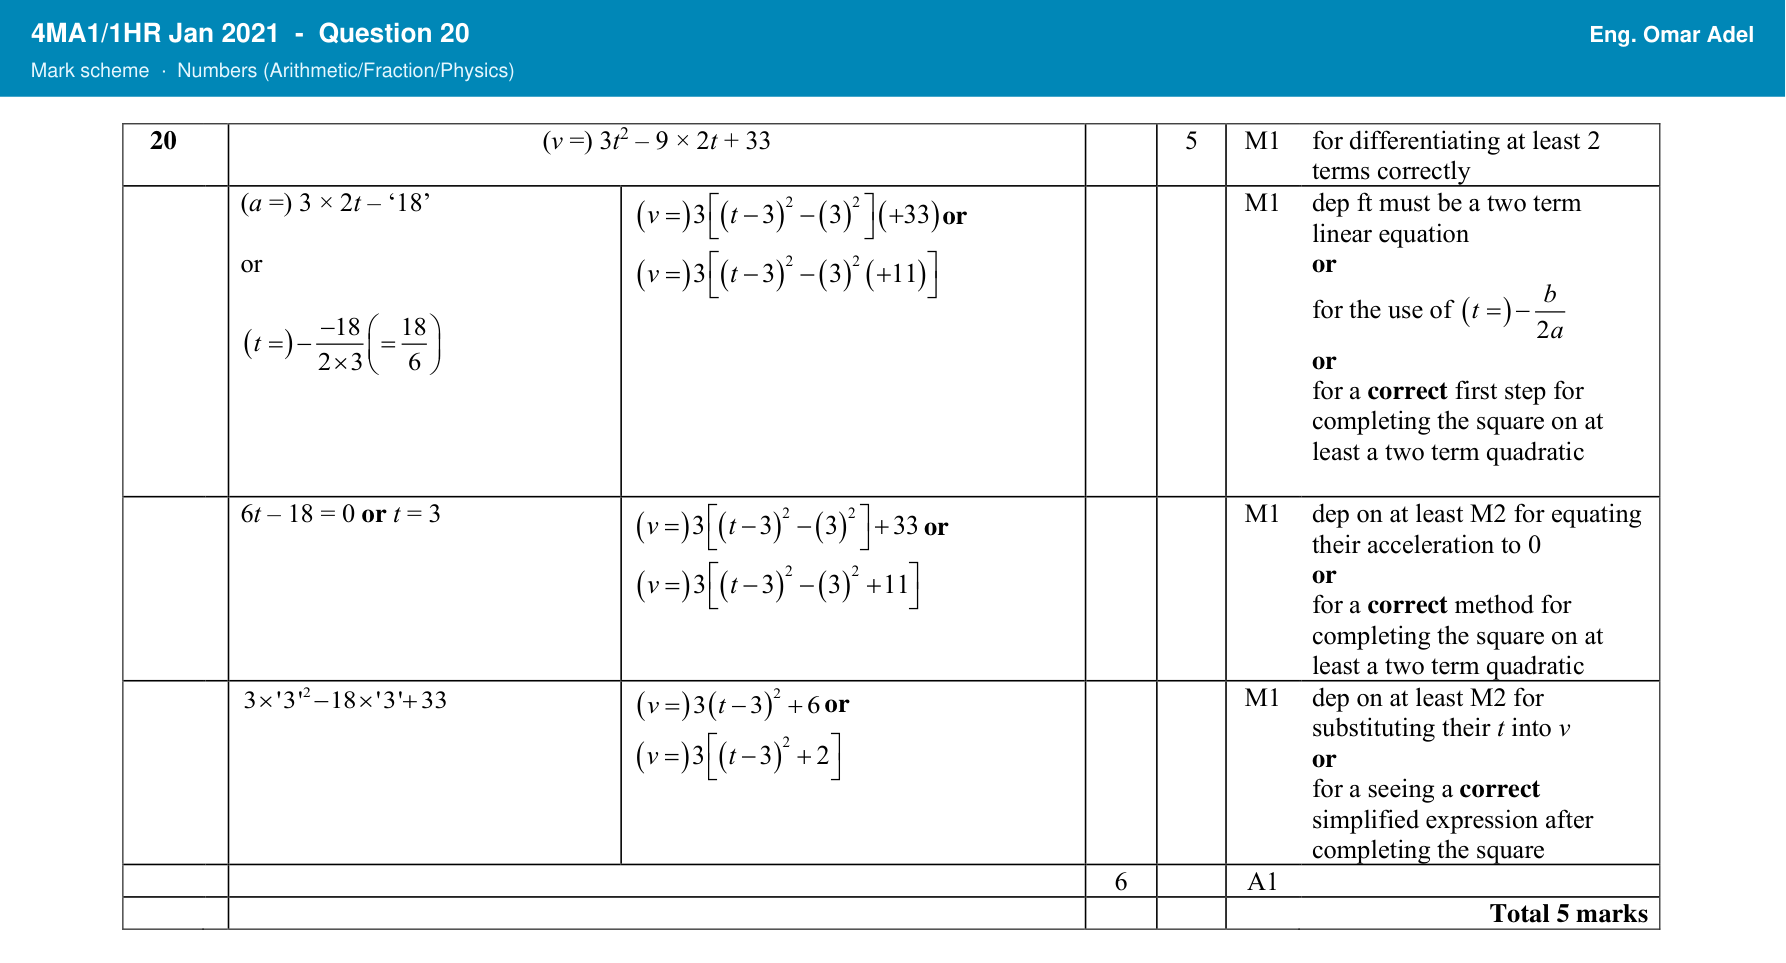 4MA1/1HR Jan 2021 - Question 20
Eng. Omar Adel
Mark scheme · Numbers (Arithmetic/Fraction/Physics)
20
(v =) 3t² – 9 × 2t + 33
5
M1
for differentiating at least 2
terms correctly
(a =) 3 × 2t – ‘18’
or
(t =) – –18/(2×3) (= 18/6)
(v =)3[(t – 3)² – (3)²](+33) or
(v =)3[(t – 3)² – (3)² (+11)]
M1
dep ft must be a two term
linear equation
or
for the use of (t =) – b/2a
or
for a correct first step for
completing the square on at
least a two term quadratic
6t – 18 = 0 or t = 3
(v =)3[(t – 3)² – (3)²] + 33 or
(v =)3[(t – 3)² – (3)² + 11]
M1
dep on at least M2 for equating
their acceleration to 0
or
for a correct method for
completing the square on at
least a two term quadratic
3×'3'² – 18×'3'+33
(v =)3(t – 3)² + 6 or
(v =)3[(t – 3)² + 2]
M1
dep on at least M2 for
substituting their t into v
or
for a seeing a correct
simplified expression after
completing the square
6
A1
Total 5 marks